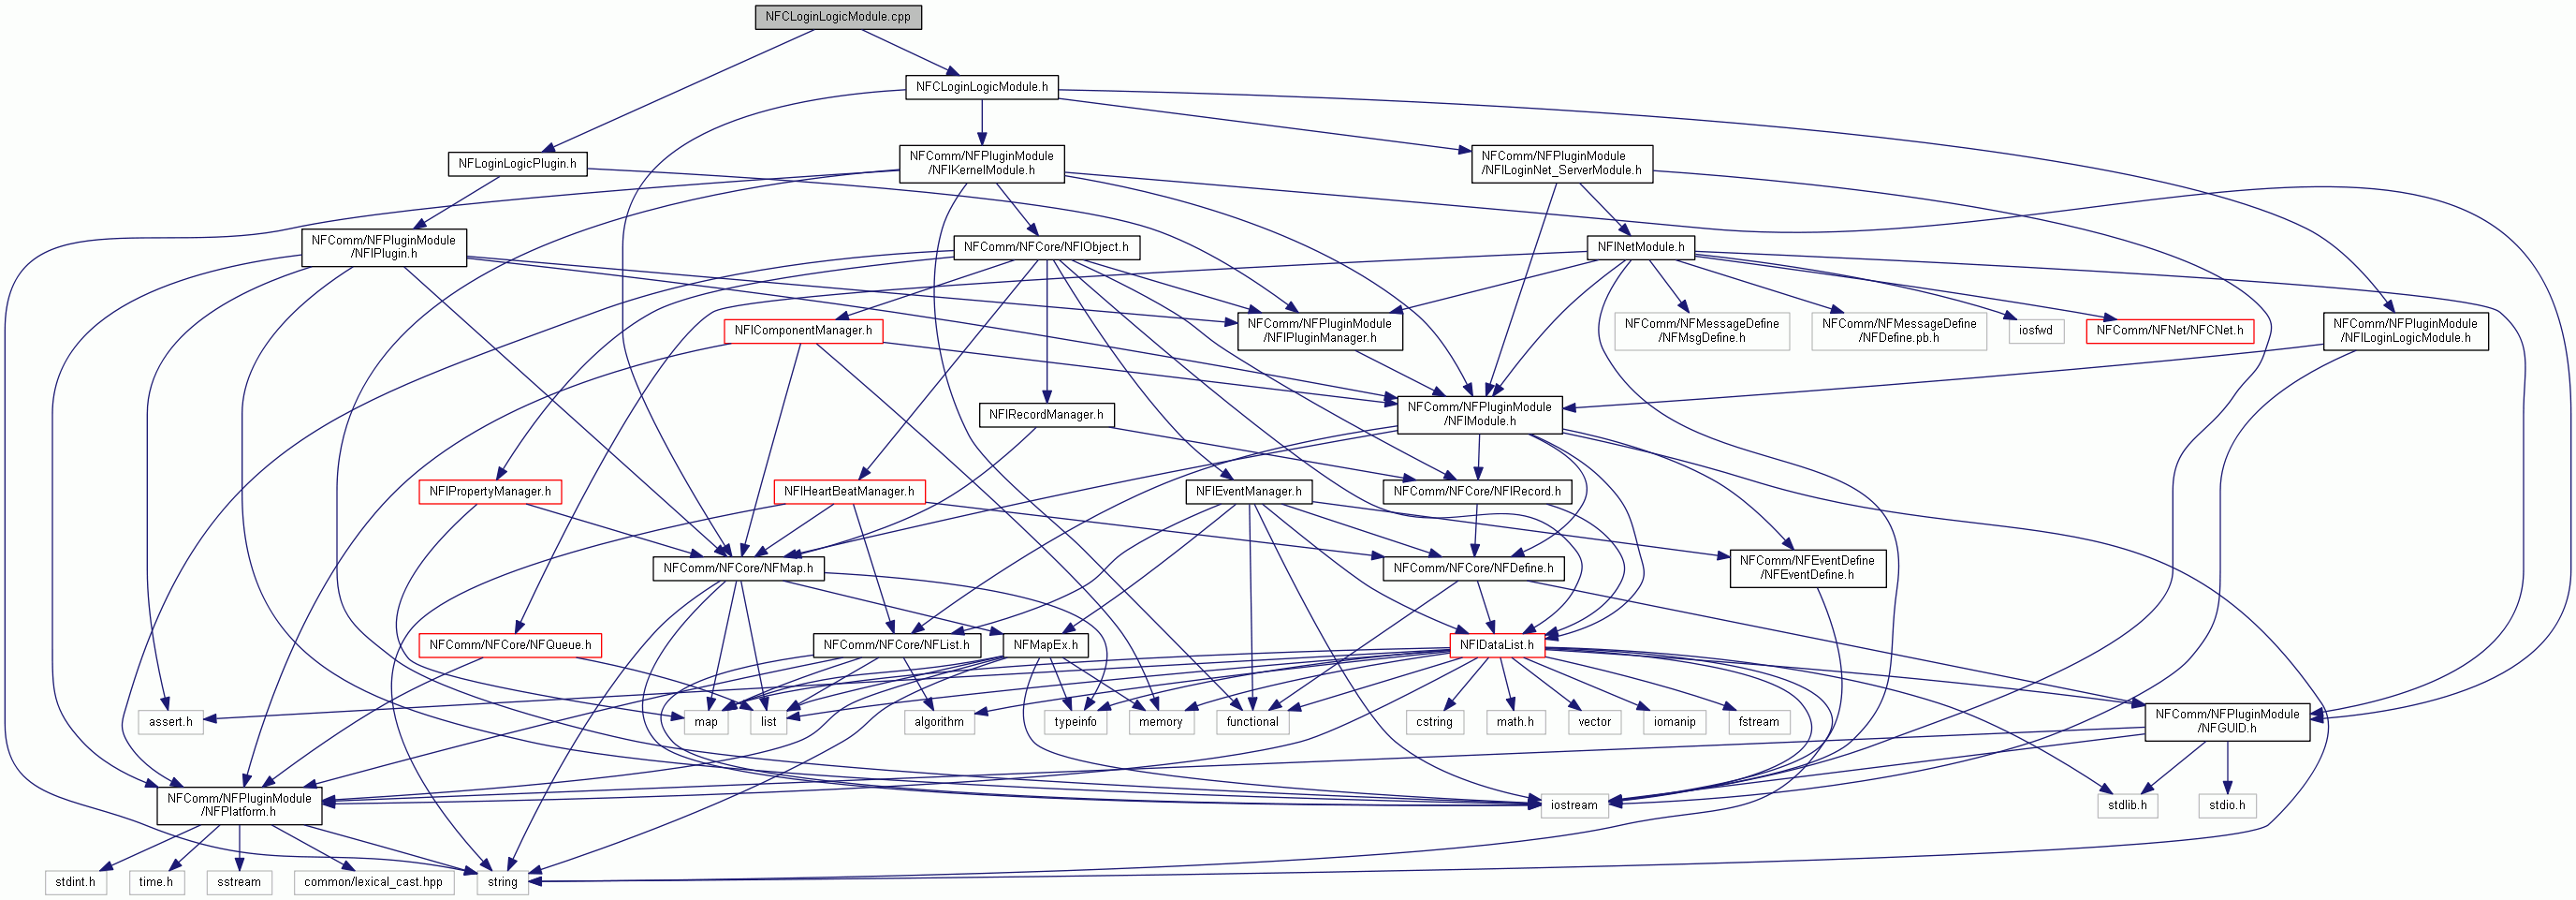 NFCLoginLogicModule.cpp
NFCLoginLogicModule.h
NFLoginLogicPlugin.h
NFComm/NFPluginModule
/NFIKernelModule.h
NFComm/NFPluginModule
/NFILoginNet_ServerModule.h
NFComm/NFPluginModule
/NFIPlugin.h
NFComm/NFCore/NFIObject.h
NFINetModule.h
NFIComponentManager.h
NFComm/NFPluginModule
/NFIPluginManager.h
NFComm/NFMessageDefine
/NFMsgDefine.h
NFComm/NFMessageDefine
/NFDefine.pb.h
iosfwd
NFComm/NFNet/NFCNet.h
NFComm/NFPluginModule
/NFILoginLogicModule.h
NFIRecordManager.h
NFComm/NFPluginModule
/NFIModule.h
NFIPropertyManager.h
NFIHeartBeatManager.h
NFIEventManager.h
NFComm/NFCore/NFIRecord.h
NFComm/NFCore/NFMap.h
NFComm/NFCore/NFDefine.h
NFComm/NFEventDefine
/NFEventDefine.h
NFComm/NFCore/NFQueue.h
NFComm/NFCore/NFList.h
NFMapEx.h
NFIDataList.h
assert.h
map
list
algorithm
typeinfo
memory
functional
cstring
math.h
vector
iomanip
fstream
NFComm/NFPluginModule
/NFGUID.h
NFComm/NFPluginModule
/NFPlatform.h
iostream
stdlib.h
stdio.h
stdint.h
time.h
sstream
common/lexical_cast.hpp
string